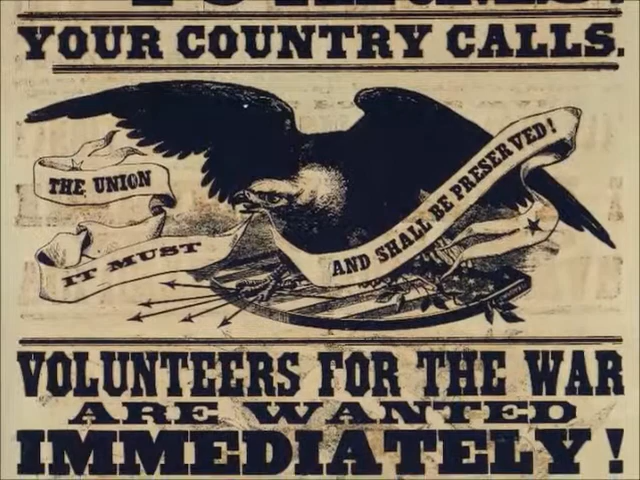 YOUR COUNTRY CALLS.
THE UNION
IT MUST
AND SHALL BE PRESERVED!
VOLUNTEERS FOR THE WAR
ARE WANTED
IMMEDIATELY!